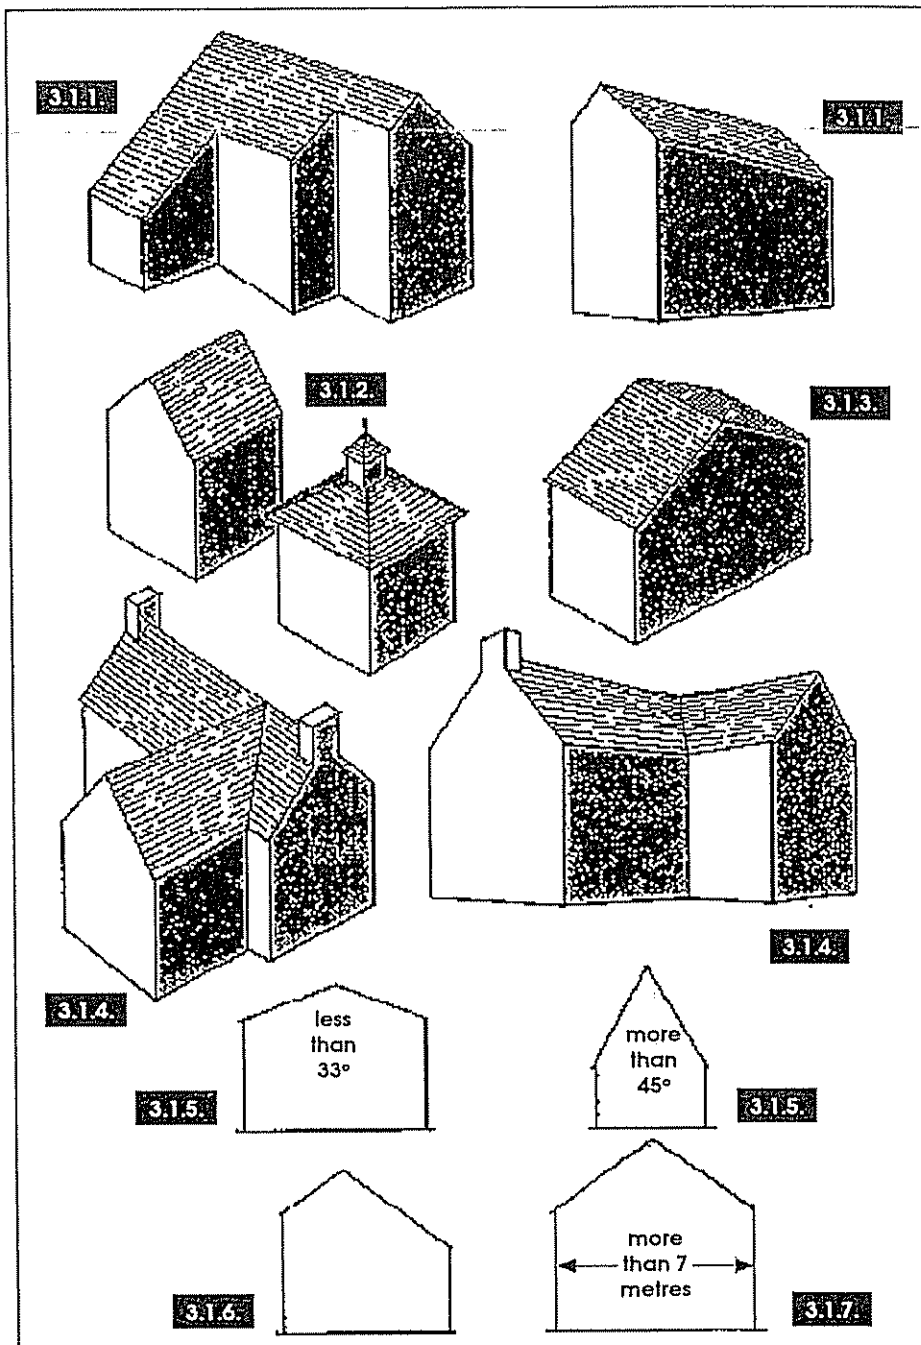 3.1.1.
3.1.1.
3.1.2.
3.1.3.
3.1.4.
3.1.4.
less
than
33°
more
than
45°
3.1.5.
3.1.5.
more
than 7
metres
3.1.6.
3.1.7.